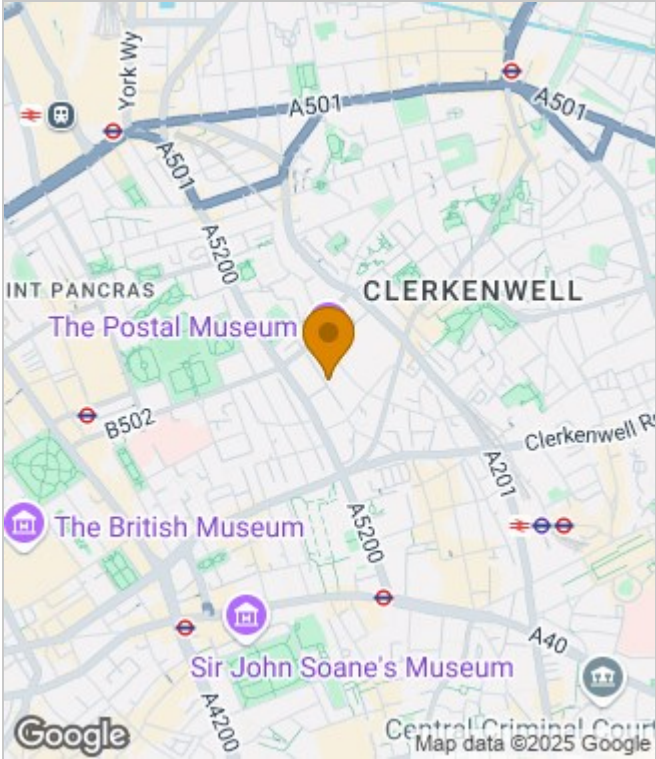 York Wy
A501
A501
A501
A5200
INT PANCRAS
CLERKENWELL
The Postal Museum
B502
Clerkenwell R
A201
The British Museum
A5200
A40
Sir John Soane's Museum
A4200
Central Criminal Court
Google
Map data ©2025 Google